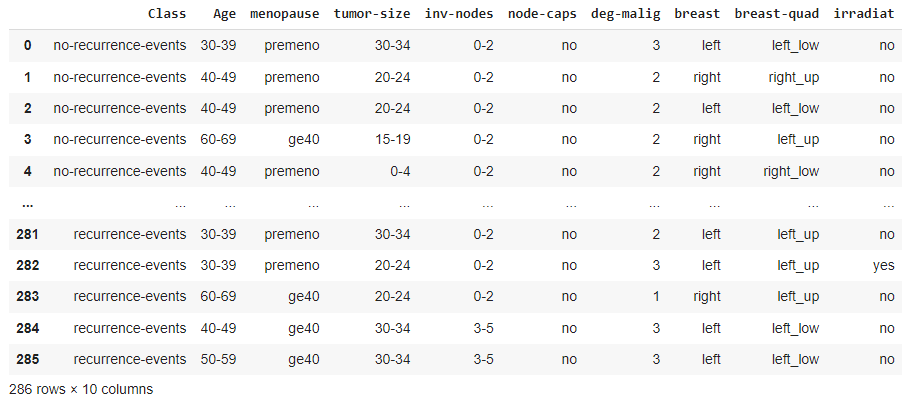 Class Age menopause tumor-size inv-nodes node-caps deg-malig breast breast-quad irradiat
0 no-recurrence-events 30-39 premeno 30-34 0-2 no 3 left left_low no
1 no-recurrence-events 40-49 premeno 20-24 0-2 no 2 right right_up no
2 no-recurrence-events 40-49 premeno 20-24 0-2 no 2 left left_low no
3 no-recurrence-events 60-69 ge40 15-19 0-2 no 2 right left_up no
4 no-recurrence-events 40-49 premeno 0-4 0-2 no 2 right right_low no
... ... ... ... ... ... ... ... ... ... ...
281 recurrence-events 30-39 premeno 30-34 0-2 no 2 left left_up no
282 recurrence-events 30-39 premeno 20-24 0-2 no 3 left left_up yes
283 recurrence-events 60-69 ge40 20-24 0-2 no 1 right left_up no
284 recurrence-events 40-49 ge40 30-34 3-5 no 3 left left_low no
285 recurrence-events 50-59 ge40 30-34 3-5 no 3 left left_low no
286 rows × 10 columns